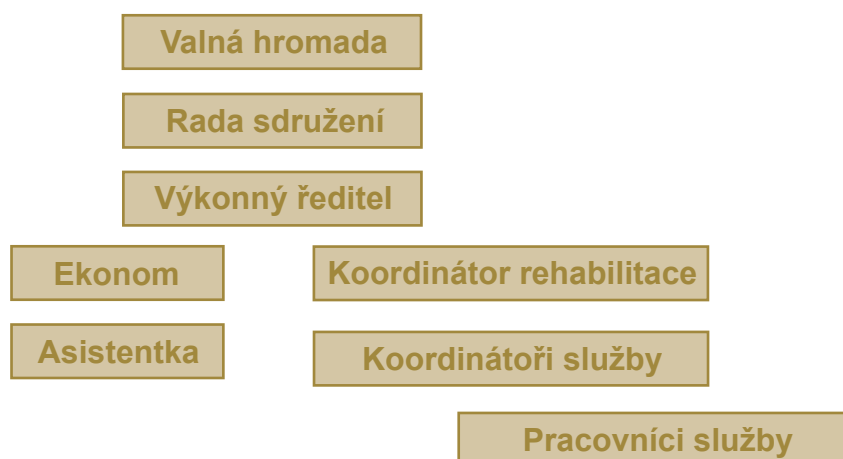 Valná hromada
Rada sdružení
Výkonný ředitel
Ekonom
Koordinátor rehabilitace
Asistentka
Koordinátoři služby
Pracovníci služby